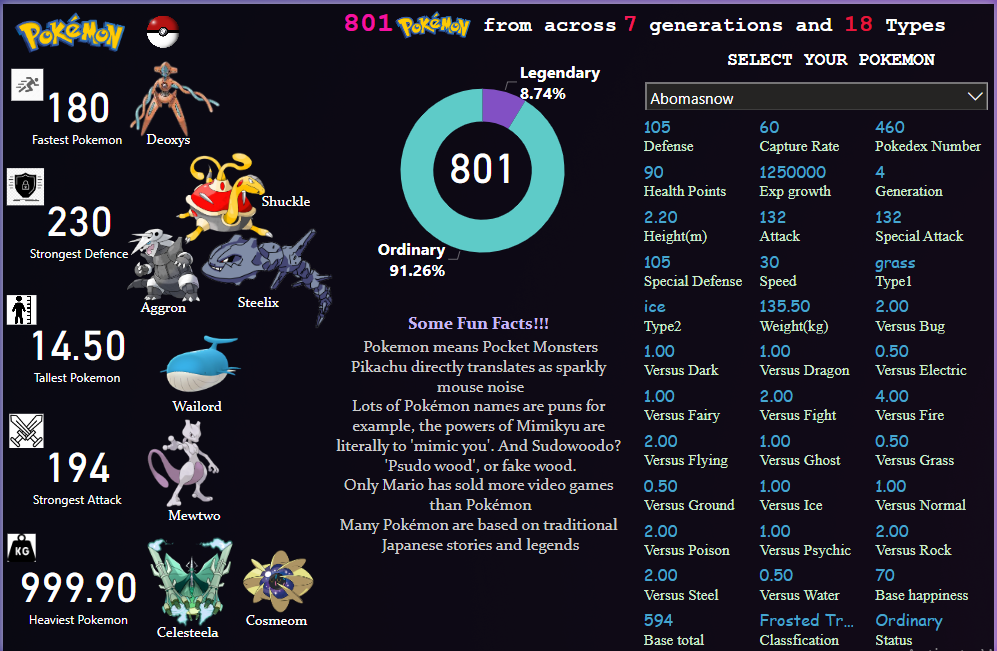 Pokémon
801 Pokémon from across 7 generations and 18 Types
180
Fastest Pokemon
Deoxys
230
Strongest Defence
Shuckle
Aggron
Steelix
14.50
Tallest Pokemon
Wailord
194
Strongest Attack
Mewtwo
KG
999.90
Heaviest Pokemon
Celesteela
Cosmeom
Legendary
8.74%
801
Ordinary
91.26%
Some Fun Facts!!!
Pokemon means Pocket Monsters
Pikachu directly translates as sparkly
mouse noise
Lots of Pokémon names are puns for
example, the powers of Mimikyu are
literally to 'mimic you'. And Sudowoodo?
'Psudo wood', or fake wood.
Only Mario has sold more video games
than Pokémon
Many Pokémon are based on traditional
Japanese stories and legends
SELECT YOUR POKEMON
Abomasnow
105 60 460
Defense Capture Rate Pokedex Number
90 1250000 4
Health Points Exp growth Generation
2.20 132 132
Height(m) Attack Special Attack
105 30 grass
Special Defense Speed Type1
ice 135.50 2.00
Type2 Weight(kg) Versus Bug
1.00 1.00 0.50
Versus Dark Versus Dragon Versus Electric
1.00 2.00 4.00
Versus Fairy Versus Fight Versus Fire
2.00 1.00 0.50
Versus Flying Versus Ghost Versus Grass
0.50 1.00 1.00
Versus Ground Versus Ice Versus Normal
2.00 1.00 2.00
Versus Poison Versus Psychic Versus Rock
2.00 0.50 70
Versus Steel Versus Water Base happiness
594 Frosted Tr... Ordinary
Base total Classfication Status